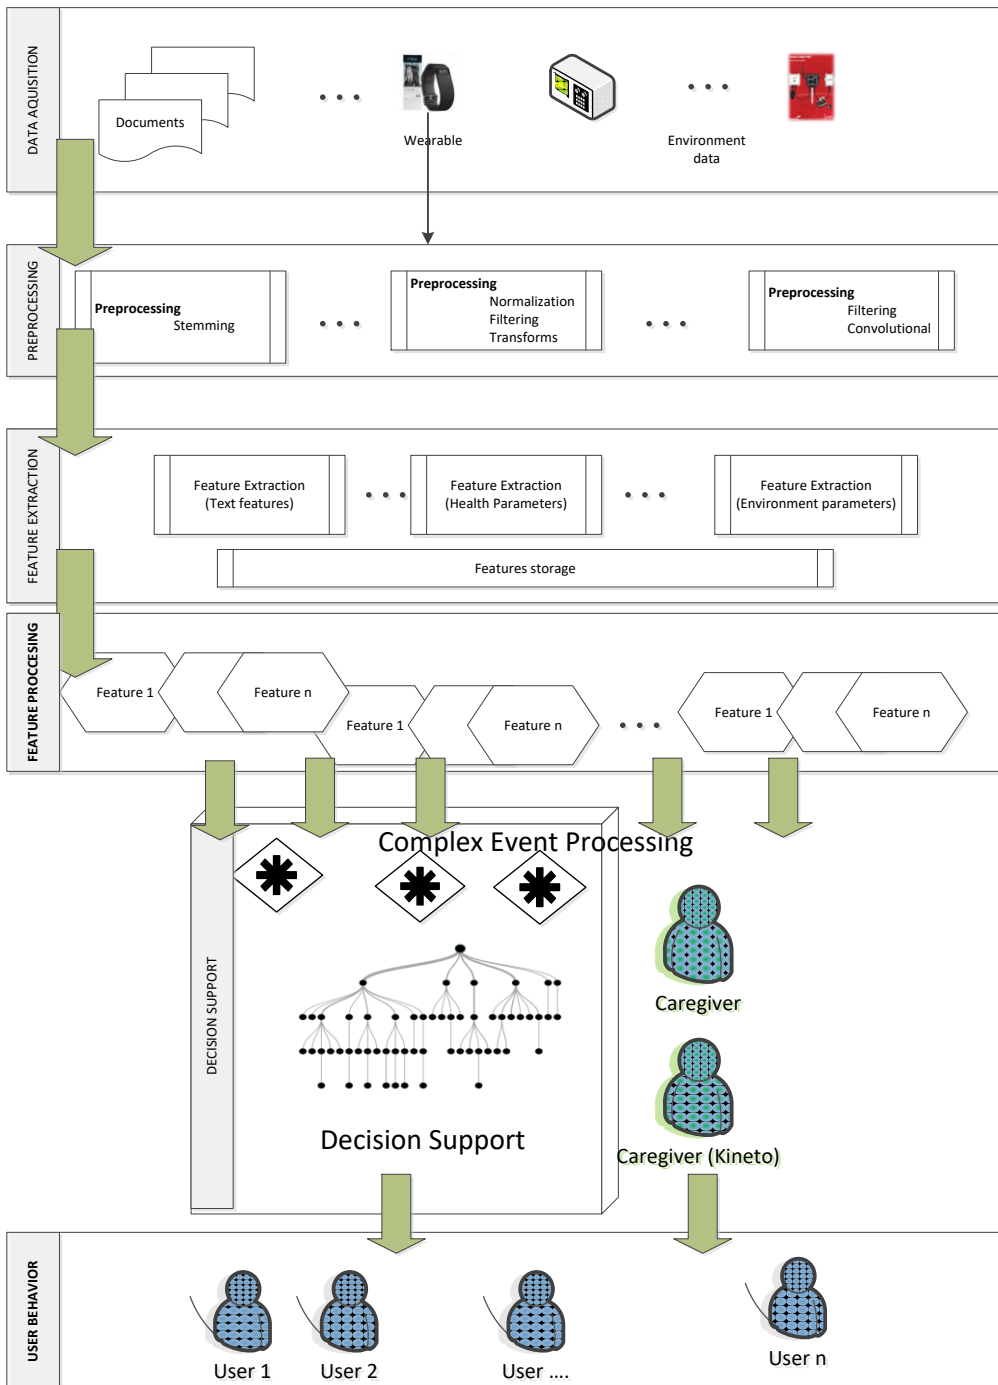 DATA AQUISITION
Documents
Wearable
Environment
data
PREPROCESSING
Preprocessing
Stemming
Preprocessing
Normalization
Filtering
Transforms
Preprocessing
Filtering
Convolutional
FEATURE EXTRACTION
Feature Extraction
(Text features)
Feature Extraction
(Health Parameters)
Feature Extraction
(Environment parameters)
Features storage
FEATURE PROCCESING
Feature 1
Feature n
Feature 1
Feature n
Feature 1
Feature n
Complex Event Processing
DECISION SUPPORT
Caregiver
Decision Support
Caregiver (Kineto)
USER BEHAVIOR
User 1
User 2
User ....
User n